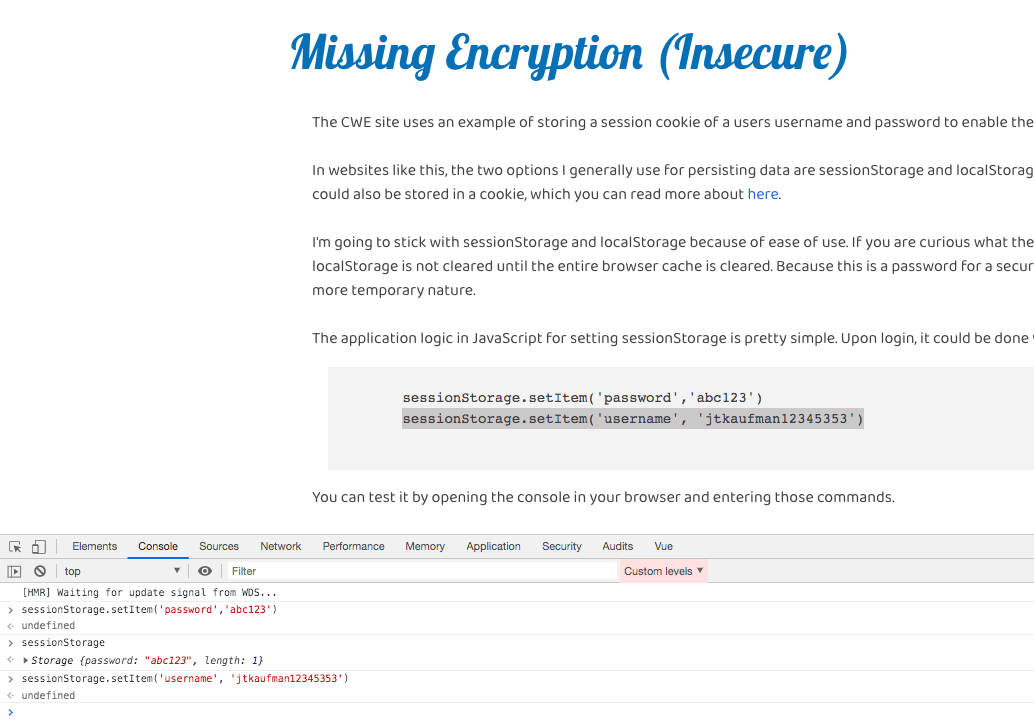 Missing Encryption (Insecure)
The CWE site uses an example of storing a session cookie of a users username and password to enable the
In websites like this, the two options I generally use for persisting data are sessionStorage and localStorag
could also be stored in a cookie, which you can read more about here.
I'm going to stick with sessionStorage and localStorage because of ease of use. If you are curious what the
localStorage is not cleared until the entire browser cache is cleared. Because this is a password for a secur
more temporary nature.
The application logic in JavaScript for setting sessionStorage is pretty simple. Upon login, it could be done
sessionStorage.setItem('password','abc123')
sessionStorage.setItem('username', 'jtkaufman12345353')
You can test it by opening the console in your browser and entering those commands.
Elements Console Sources Network Performance Memory Application Security Audits Vue
top Filter Custom levels
[HMR] Waiting for update signal from WDS...
sessionStorage.setItem('password','abc123')
undefined
sessionStorage
Storage {password: "abc123", length: 1}
sessionStorage.setItem('username', 'jtkaufman12345353')
undefined